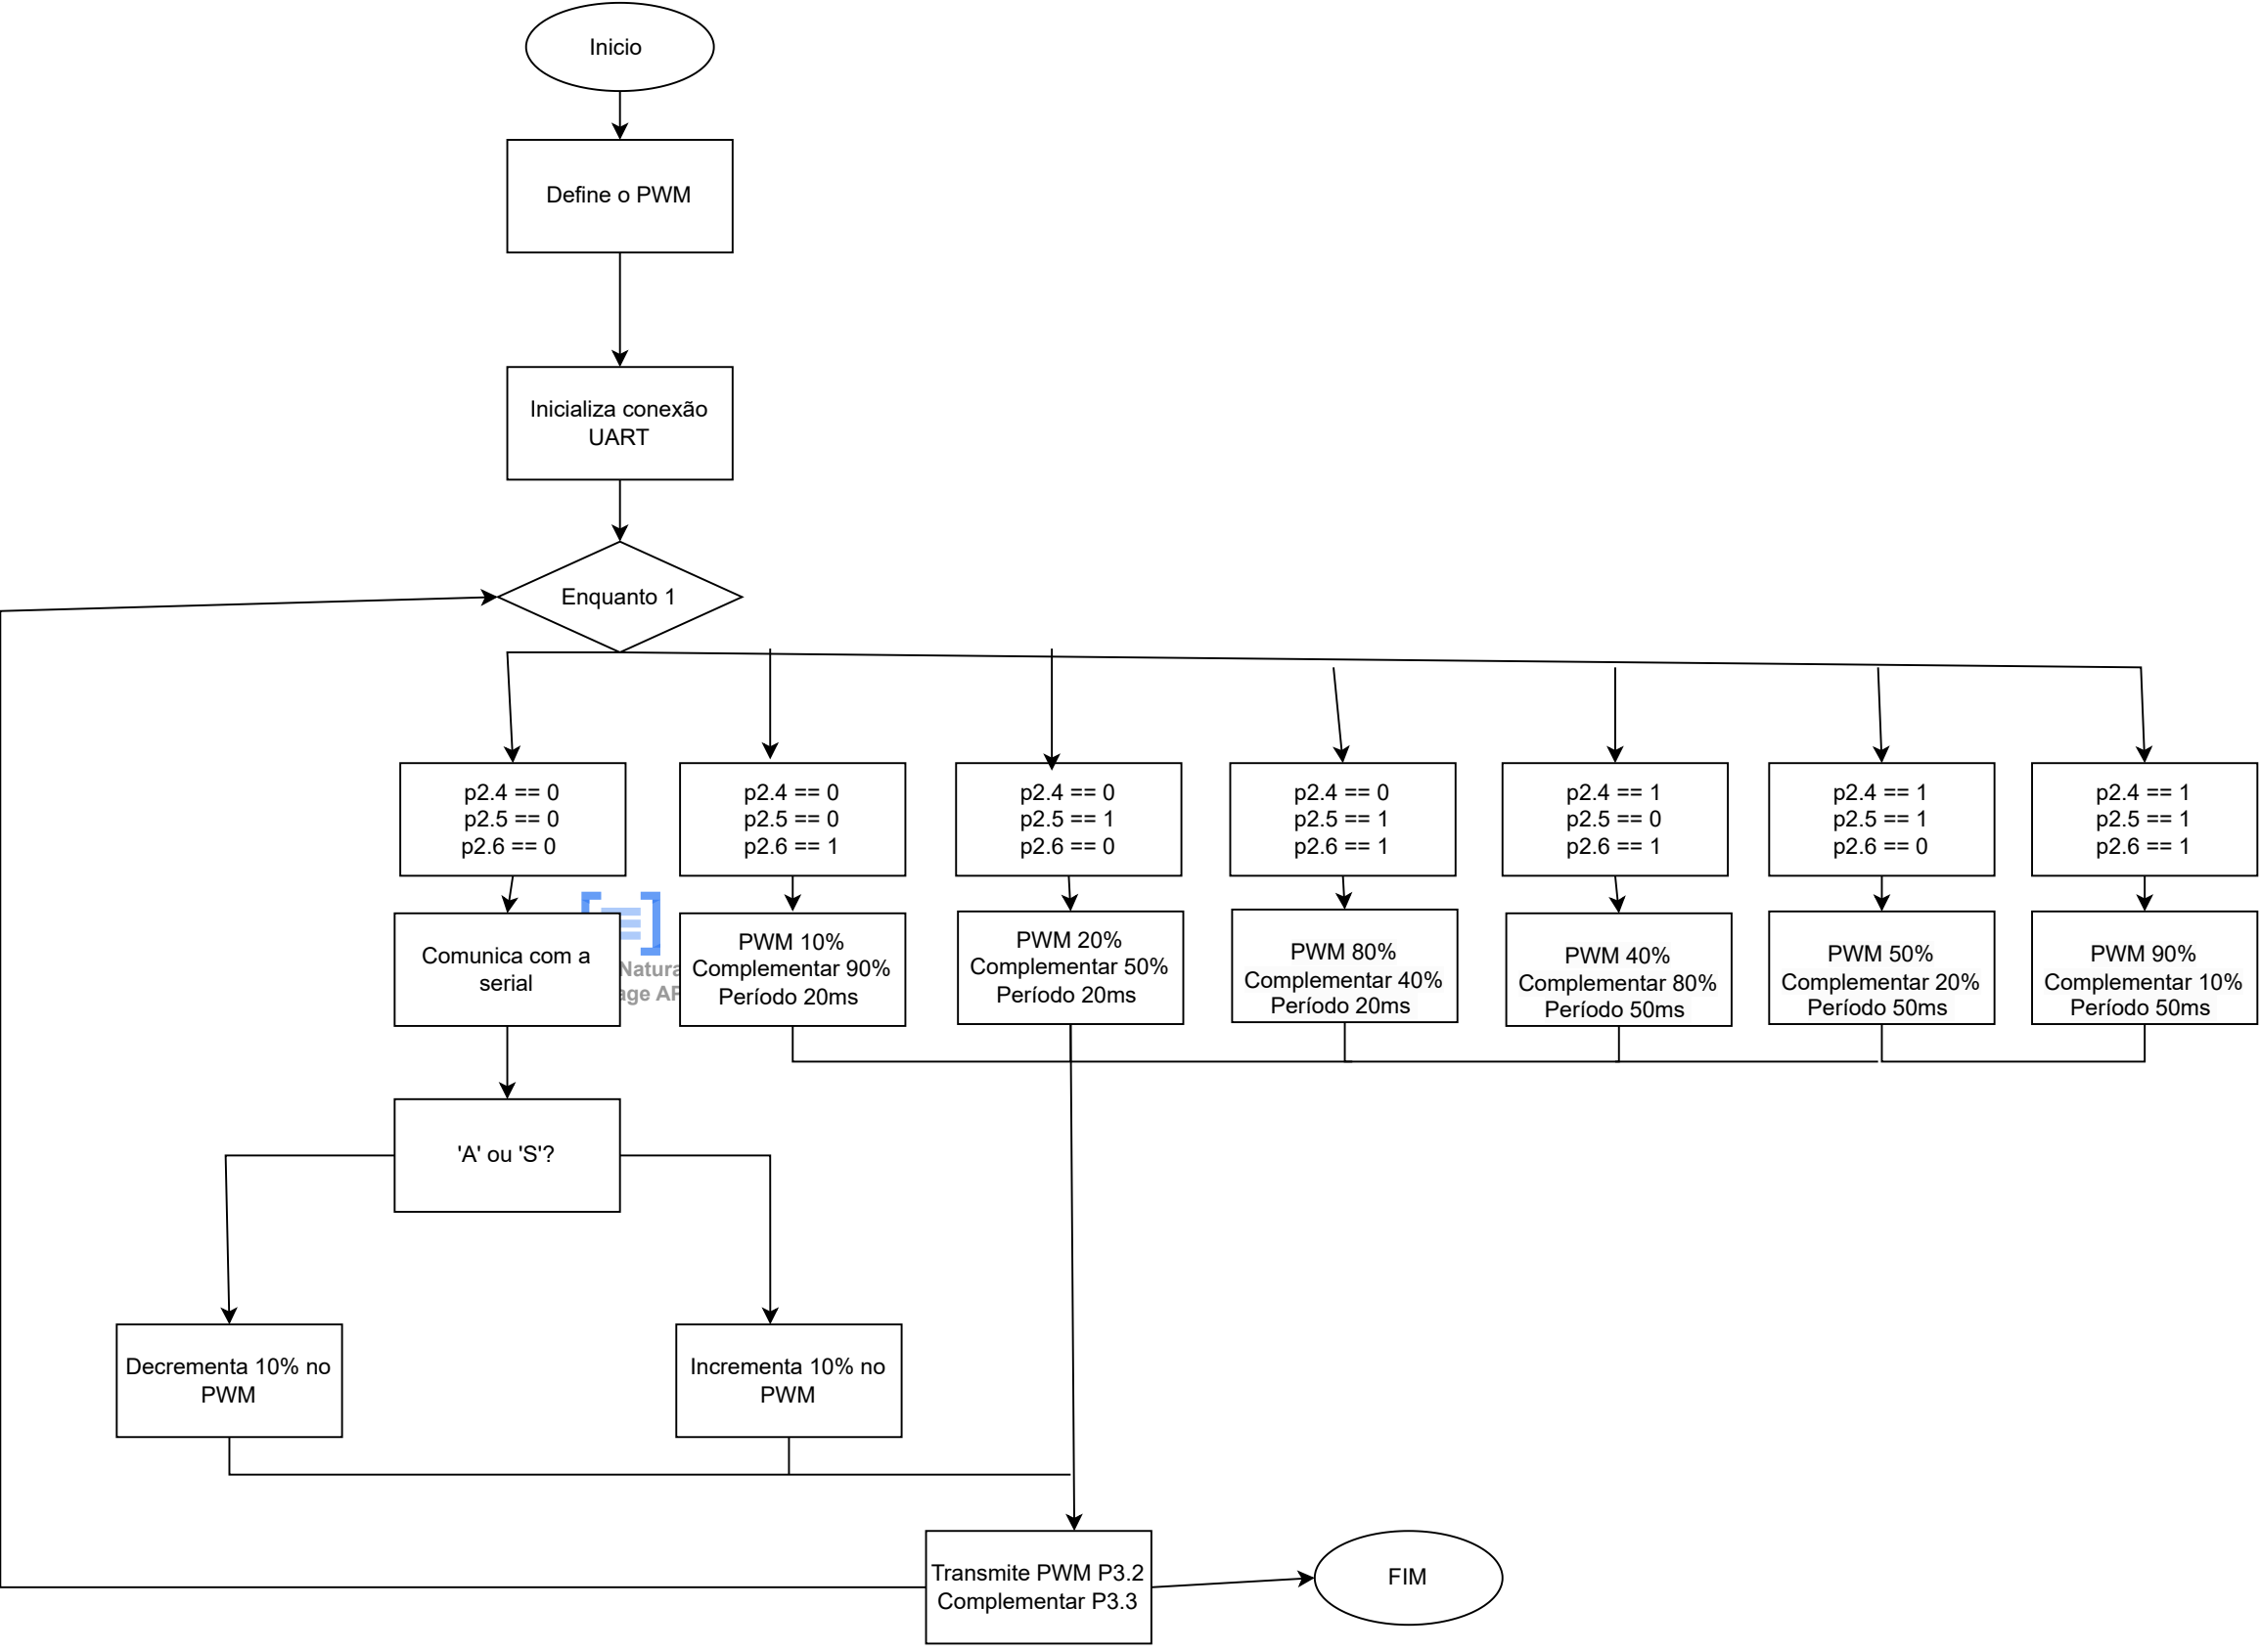 Inicio
Define o PWM
Inicializa conexão
UART
Enquanto 1
p2.4 == 0
p2.5 == 0
p2.6 == 0
p2.4 == 0
p2.5 == 0
p2.6 == 1
p2.4 == 0
p2.5 == 1
p2.6 == 0
p2.4 == 0
p2.5 == 1
p2.6 == 1
p2.4 == 1
p2.5 == 0
p2.6 == 1
p2.4 == 1
p2.5 == 1
p2.6 == 0
p2.4 == 1
p2.5 == 1
p2.6 == 1
Comunica com a
serial
Natura
PWM 10%
Complementar 90%
Período 20ms
PWM 20%
Complementar 50%
Período 20ms
PWM 80%
Complementar 40%
Período 20ms
PWM 40%
Complementar 80%
Período 50ms
PWM 50%
Complementar 20%
Período 50ms
PWM 90%
Complementar 10%
Período 50ms
'A' ou 'S'?
Decrementa 10% no
PWM
Incrementa 10% no
PWM
Transmite PWM P3.2
Complementar P3.3
FIM